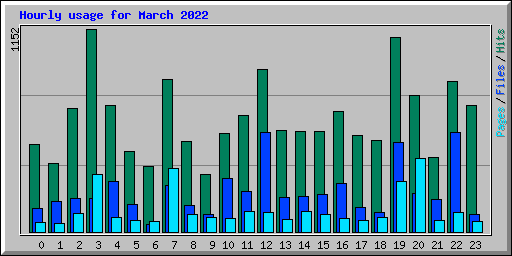 Hourly usage for March 2022
1152
Pages / Files / Hits
0 1 2 3 4 5 6 7 8 9 10 11 12 13 14 15 16 17 18 19 20 21 22 23